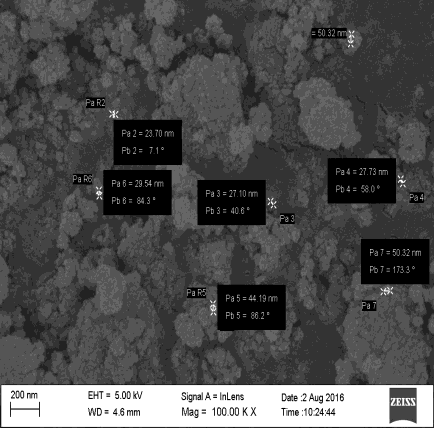 = 50.32 nm
Pa R2
Pa 2 = 23.70 nm
Pb 2 = 7.1 °
Pa R6
Pa 6 = 29.54 nm
Pb 6 = 84.3 °
Pa 3 = 27.10 nm
Pb 3 = 40.6 °
Pa 3
Pa 4 = 27.73 nm
Pb 4 = 58.0 °
Pa 4
Pa 7 = 50.32 nm
Pb 7 = 173.3 °
Pa 7
Pa R5
Pa 5 = 44.19 nm
Pb 5 = 86.2 °
200 nm
EHT = 5.00 kV
Signal A = InLens
Date :2 Aug 2016
WD = 4.6 mm
Mag = 100.00 K X
Time :10:24:44
ZEISS